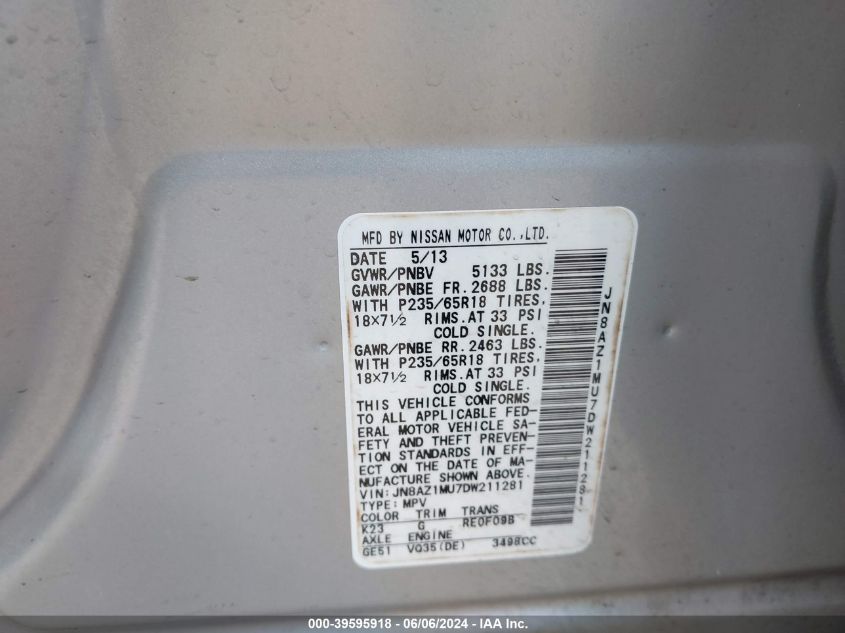 MFD BY NISSAN MOTOR CO.,LTD.
DATE 5/13
GVWR/PNBV 5133 LBS.
GAWR/PNBE FR. 2688 LBS.
WITH P235/65R18 TIRES,
18×7½ RIMS. AT 33 PSI
COLD SINGLE.
GAWR/PNBE RR. 2463 LBS.
WITH P235/65R18 TIRES,
18×7½ RIMS. AT 33 PSI
COLD SINGLE.
THIS VEHICLE CONFORMS
TO ALL APPLICABLE FED-
ERAL MOTOR VEHICLE SA-
FETY AND THEFT PREVEN-
TION STANDARDS IN EFF-
ECT ON THE DATE OF MA-
NUFACTURE SHOWN ABOVE.
VIN: JN8AZ1MU7DW211281
TYPE: MPV
COLOR TRIM TRANS
K23 G RE0F09B
AXLE ENGINE
GE51 VQ35(DE) 3498CC
JN8AZ1MU7DW211281
000-39595918 - 06/06/2024 - IAA Inc.